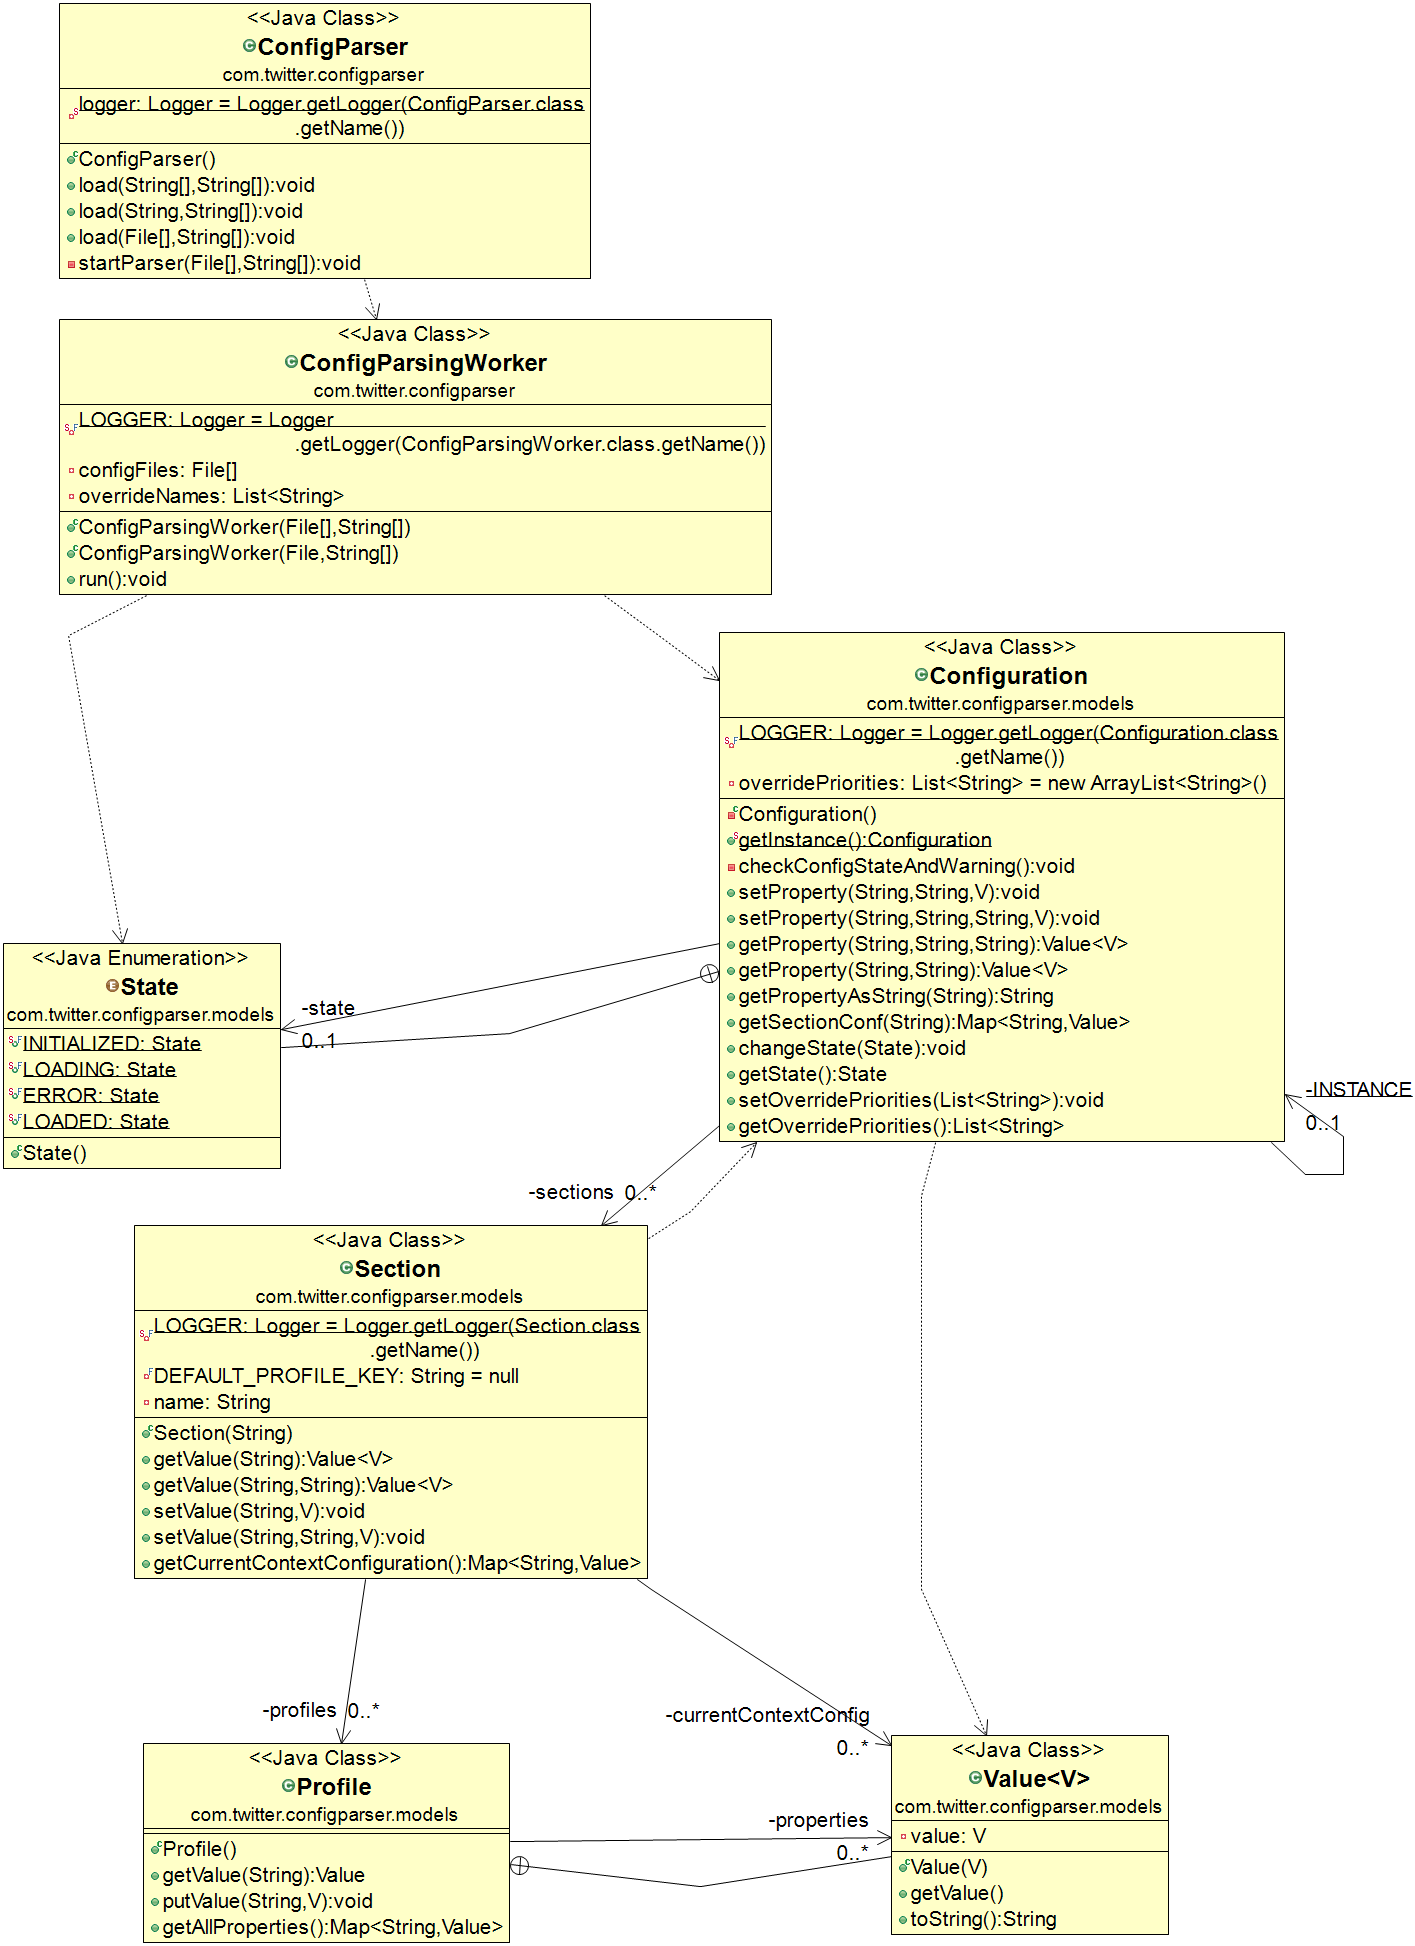 <<Java Class>>
ConfigParser
com.twitter.configparser
logger: Logger = Logger.getLogger(ConfigParser.class
.getName())
ConfigParser()
load(String[],String[]):void
load(String,String[]):void
load(File[],String[]):void
startParser(File[],String[]):void
<<Java Class>>
ConfigParsingWorker
com.twitter.configparser
LOGGER: Logger = Logger
.getLogger(ConfigParsingWorker.class.getName())
configFiles: File[]
overrideNames: List<String>
ConfigParsingWorker(File[],String[])
ConfigParsingWorker(File,String[])
run():void
<<Java Class>>
Configuration
com.twitter.configparser.models
LOGGER: Logger = Logger.getLogger(Configuration.class
.getName())
overridePriorities: List<String> = new ArrayList<String>()
Configuration()
getInstance():Configuration
checkConfigStateAndWarning():void
setProperty(String,String,V):void
setProperty(String,String,String,V):void
getProperty(String,String,String):Value<V>
getProperty(String,String):Value<V>
getPropertyAsString(String):String
getSectionConf(String):Map<String,Value>
changeState(State):void
getState():State
setOverridePriorities(List<String>):void
getOverridePriorities():List<String>
-INSTANCE
0..1
<<Java Enumeration>>
State
com.twitter.configparser.models
INITIALIZED: State
LOADING: State
ERROR: State
LOADED: State
State()
-state
0..1
-sections 0..*
<<Java Class>>
Section
com.twitter.configparser.models
LOGGER: Logger = Logger.getLogger(Section.class
.getName())
DEFAULT_PROFILE_KEY: String = null
name: String
Section(String)
getValue(String):Value<V>
getValue(String,String):Value<V>
setValue(String,V):void
setValue(String,String,V):void
getCurrentContextConfiguration():Map<String,Value>
-profiles 0..*
-currentContextConfig
0..*
<<Java Class>>
Profile
com.twitter.configparser.models
Profile()
getValue(String):Value
putValue(String,V):void
getAllProperties():Map<String,Value>
-properties
0..*
<<Java Class>>
Value<V>
com.twitter.configparser.models
value: V
Value(V)
getValue()
toString():String